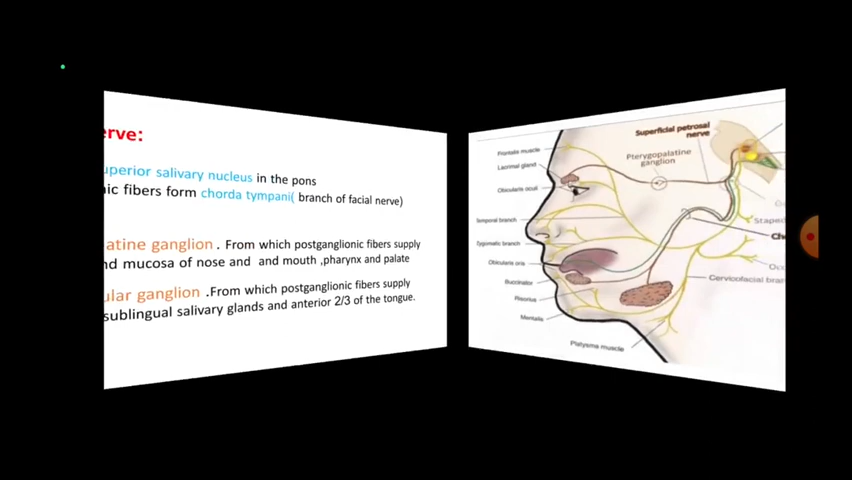 erve:
uperior salivary nucleus in the pons
ic fibers form chorda tympani( branch of facial nerve)
atine ganglion . From which postganglionic fibers supply
nd mucosa of nose and and mouth ,pharynx and palate
ular ganglion .From which postganglionic fibers supply
sublingual salivary glands and anterior 2/3 of the tongue.
Superficial petrosal
nerve
Pterygopalatine
ganglion
Frontalis muscle
Lacrimal gland
Orbicularis oculi
Temporal branch
Zygomatic branch
Orbicularis oris
Buccinator
Risorius
Mentalis
Platysma muscle
Staped
Ch
Occ
Cervicofacial bran